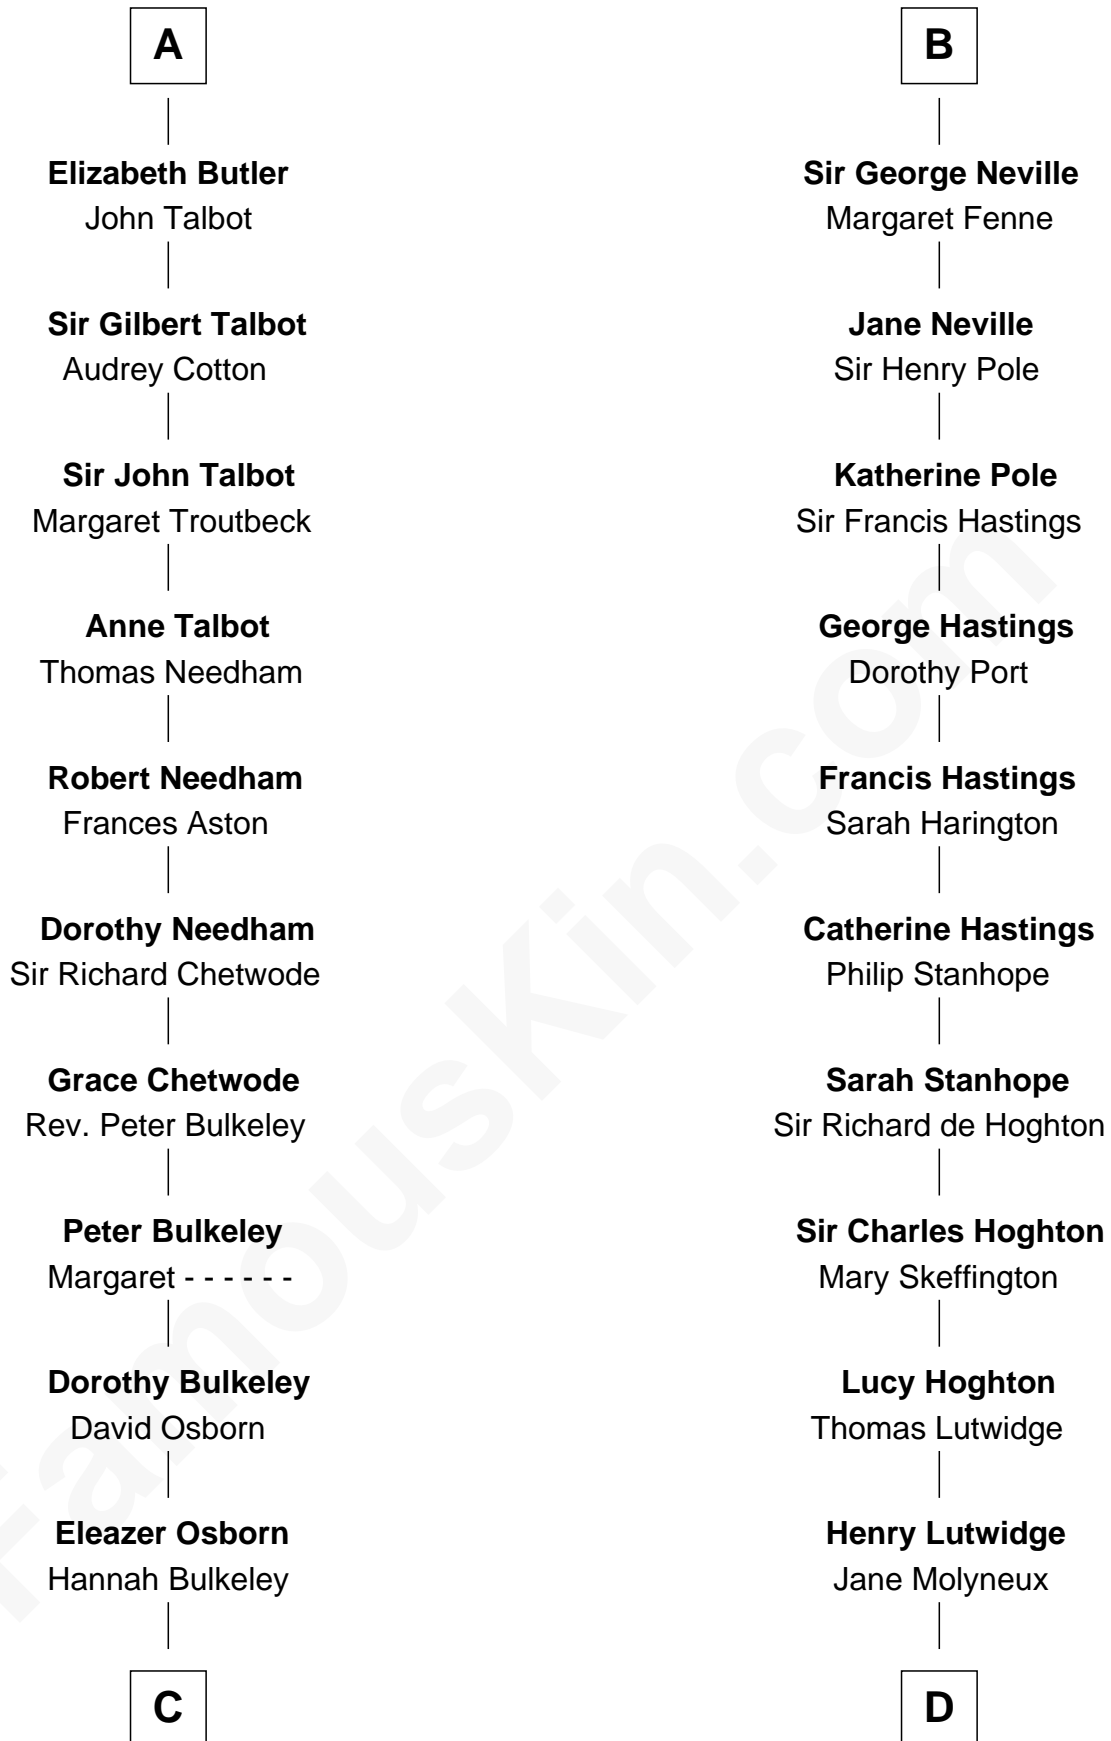 A
Elizabeth Butler
John Talbot
Sir Gilbert Talbot
Audrey Cotton
Sir John Talbot
Margaret Troutbeck
Anne Talbot
Thomas Needham
Robert Needham
Frances Aston
Dorothy Needham
Sir Richard Chetwode
Grace Chetwode
Rev. Peter Bulkeley
Peter Bulkeley
Margaret - - - - - -
Dorothy Bulkeley
David Osborn
Eleazer Osborn
Hannah Bulkeley
C
B
Sir George Neville
Margaret Fenne
Jane Neville
Sir Henry Pole
Katherine Pole
Sir Francis Hastings
George Hastings
Dorothy Port
Francis Hastings
Sarah Harington
Catherine Hastings
Philip Stanhope
Sarah Stanhope
Sir Richard de Hoghton
Sir Charles Hoghton
Mary Skeffington
Lucy Hoghton
Thomas Lutwidge
Henry Lutwidge
Jane Molyneux
D
FamousKin.com